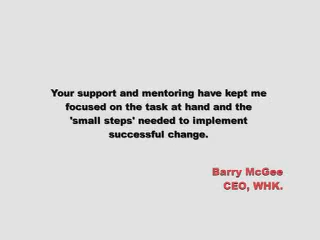 Your support and mentoring have kept me
focused on the task at hand and the
'small steps' needed to implement
successful change.
Barry McGee
CEO, WHK.